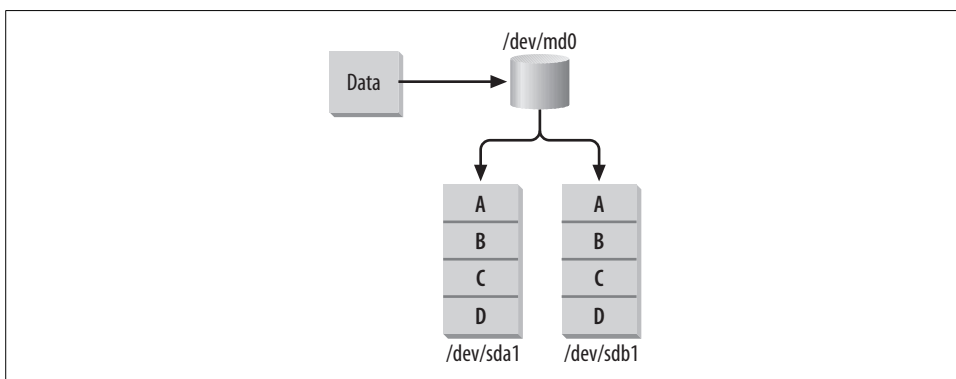 /dev/md0
Data
A A
B B
C C
D D
/dev/sda1 /dev/sdb1